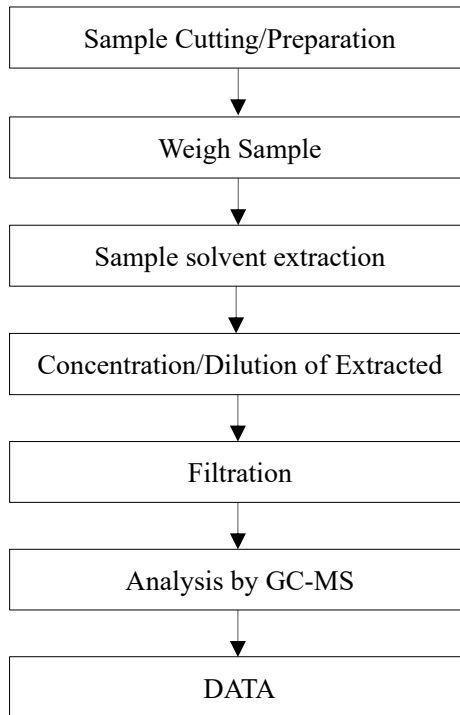 Sample Cutting/Preparation
Weigh Sample
Sample solvent extraction
Concentration/Dilution of Extracted
Filtration
Analysis by GC-MS
DATA